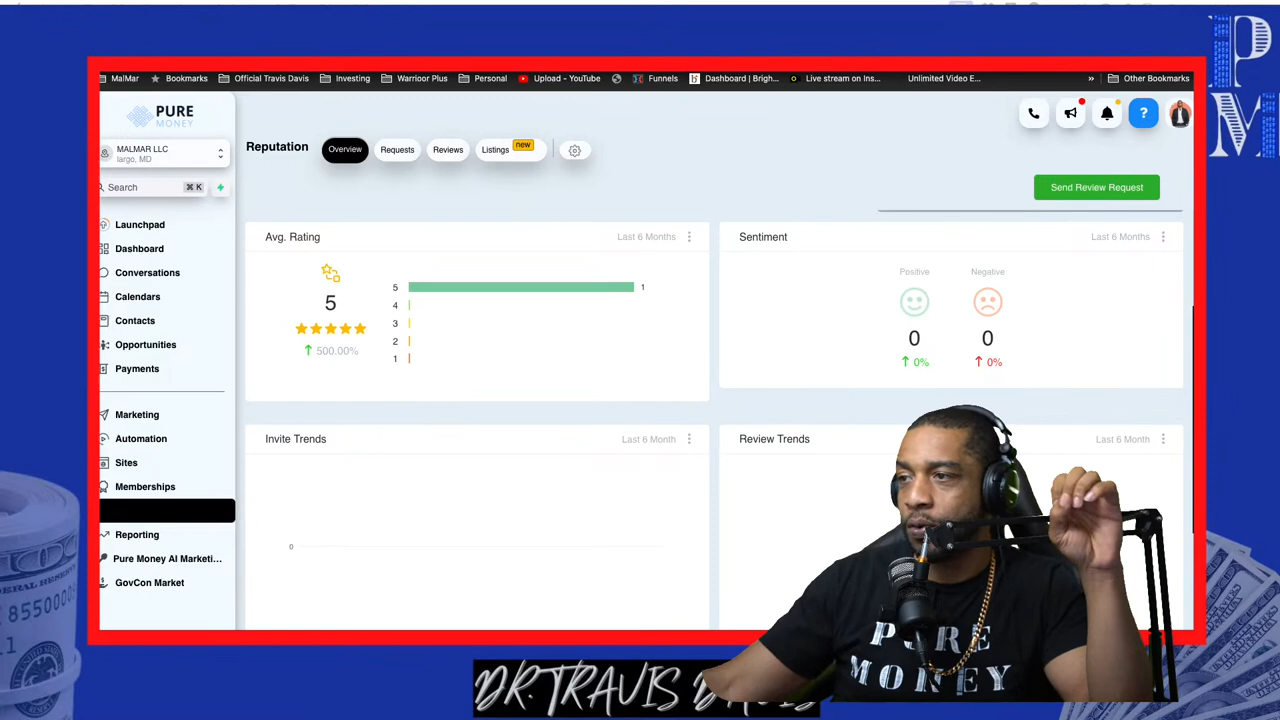 MalMar Bookmarks Official Travis Davis Investing Warrioor Plus Personal Upload - YouTube Funnels Dashboard | Brigh... Live stream on Ins... Unlimited Video E... » Other Bookmarks
PURE
MONEY
MALMAR LLC
largo, MD
Search ⌘ K
Launchpad
Dashboard
Conversations
Calendars
Contacts
Opportunities
Payments
Marketing
Automation
Sites
Memberships
Reporting
Pure Money AI Marketi...
GovCon Market
Reputation Overview Requests Reviews Listings new
?
Send Review Request
Avg. Rating Last 6 Months
5
500.00%
5 1
4
3
2
1
Sentiment Last 6 Months
Positive Negative
0 0
0% 0%
Invite Trends Last 6 Month
0
Review Trends Last 6 Month
PURE
MONEY
DR. TRAVIS
P
M